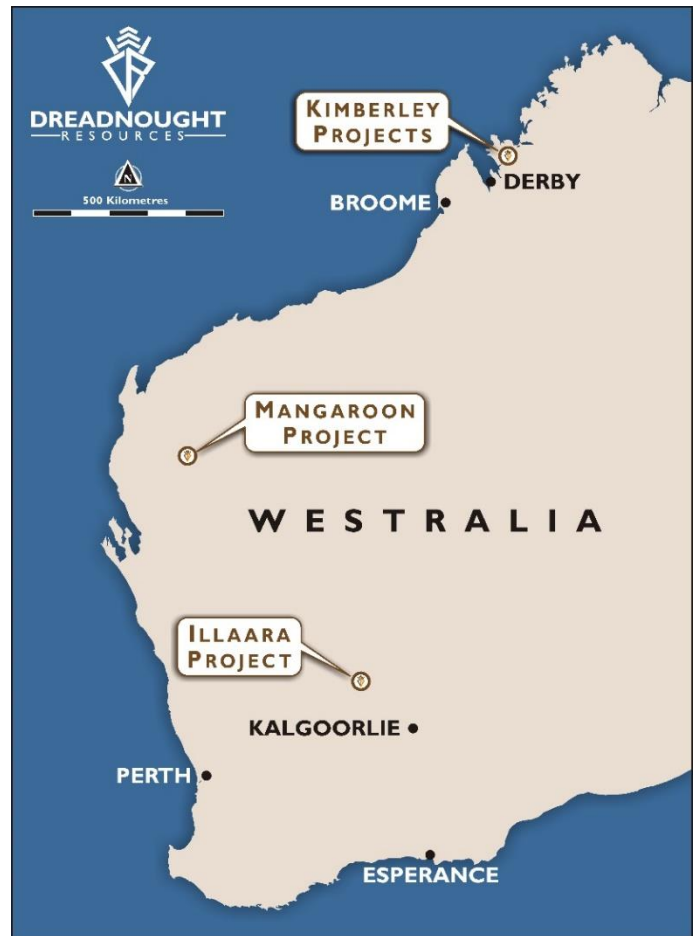 DREADNOUGHT
RESOURCES
N
500 Kilometres
KIMBERLEY
PROJECTS
DERBY
BROOME
MANGAROON
PROJECT
WESTRALIA
ILLAARA
PROJECT
KALGOORLIE
PERTH
ESPERANCE